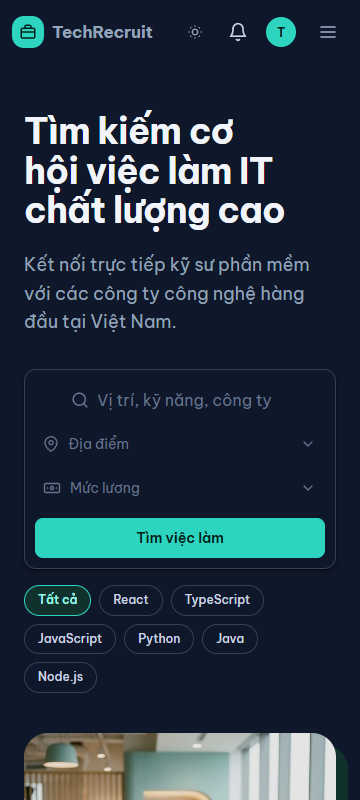 TechRecruit
T
Tìm kiếm cơ
hội việc làm IT
chất lượng cao
Kết nối trực tiếp kỹ sư phần mềm
với các công ty công nghệ hàng
đầu tại Việt Nam.
Vị trí, kỹ năng, công ty
Địa điểm
Mức lương
Tìm việc làm
Tất cả
React
TypeScript
JavaScript
Python
Java
Node.js